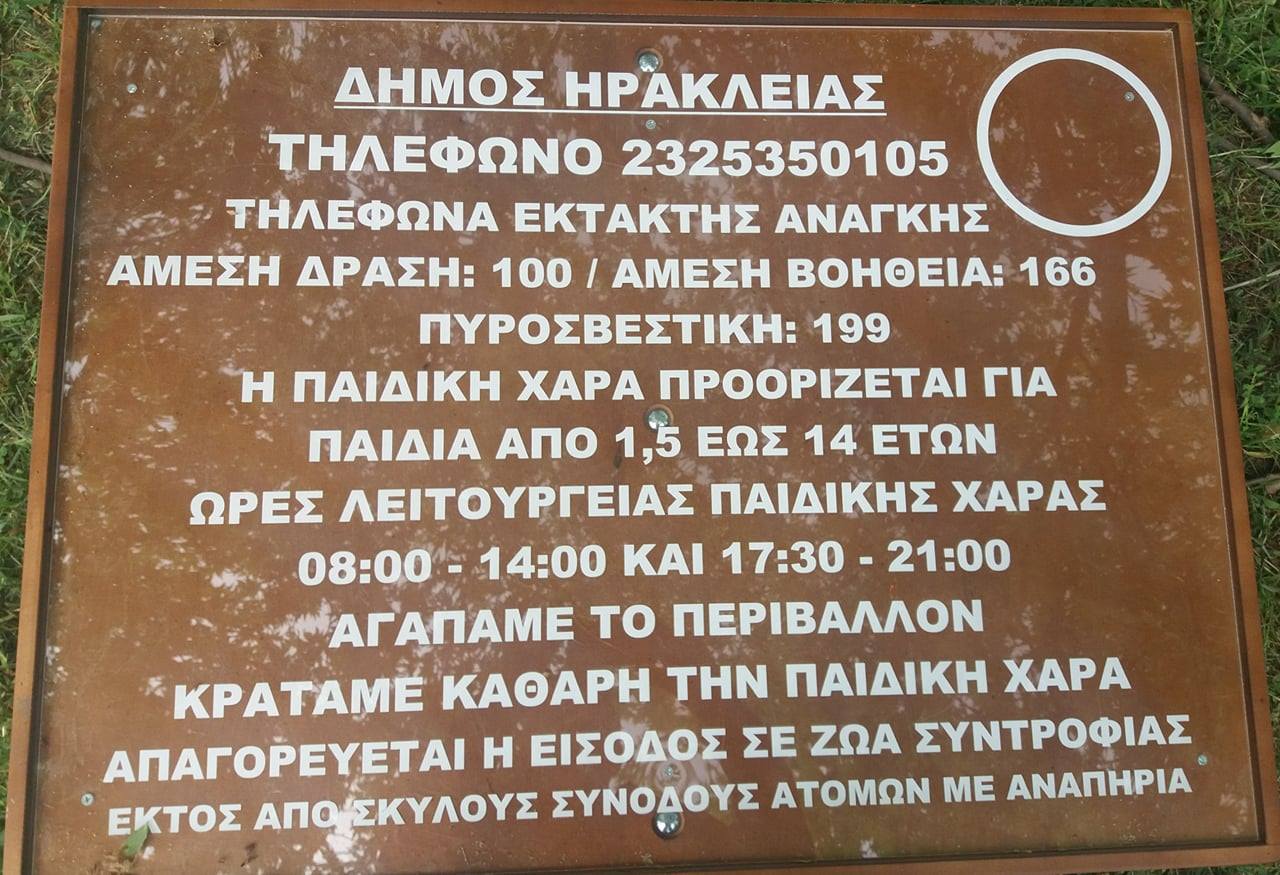 ΔΗΜΟΣ ΗΡΑΚΛΕΙΑΣ
ΤΗΛΕΦΩΝΟ 2325350105
ΤΗΛΕΦΩΝΑ ΕΚΤΑΚΤΗΣ ΑΝΑΓΚΗΣ
ΑΜΕΣΗ ΔΡΑΣΗ: 100 / ΑΜΕΣΗ ΒΟΗΘΕΙΑ: 166
ΠΥΡΟΣΒΕΣΤΙΚΗ: 199
Η ΠΑΙΔΙΚΗ ΧΑΡΑ ΠΡΟΟΡΙΖΕΤΑΙ ΓΙΑ
ΠΑΙΔΙΑ ΑΠΟ 1,5 ΕΩΣ 14 ΕΤΩΝ
ΩΡΕΣ ΛΕΙΤΟΥΡΓΕΙΑΣ ΠΑΙΔΙΚΗΣ ΧΑΡΑΣ
08:00 - 14:00 ΚΑΙ 17:30 - 21:00
ΑΓΑΠΑΜΕ ΤΟ ΠΕΡΙΒΑΛΛΟΝ
ΚΡΑΤΑΜΕ ΚΑΘΑΡΗ ΤΗΝ ΠΑΙΔΙΚΗ ΧΑΡΑ
ΑΠΑΓΟΡΕΥΕΤΑΙ Η ΕΙΣΟΔΟΣ ΣΕ ΖΩΑ ΣΥΝΤΡΟΦΙΑΣ
ΕΚΤΟΣ ΑΠΟ ΣΚΥΛΟΥΣ ΣΥΝΟΔΟΥΣ ΑΤΟΜΩΝ ΜΕ ΑΝΑΠΗΡΙΑ